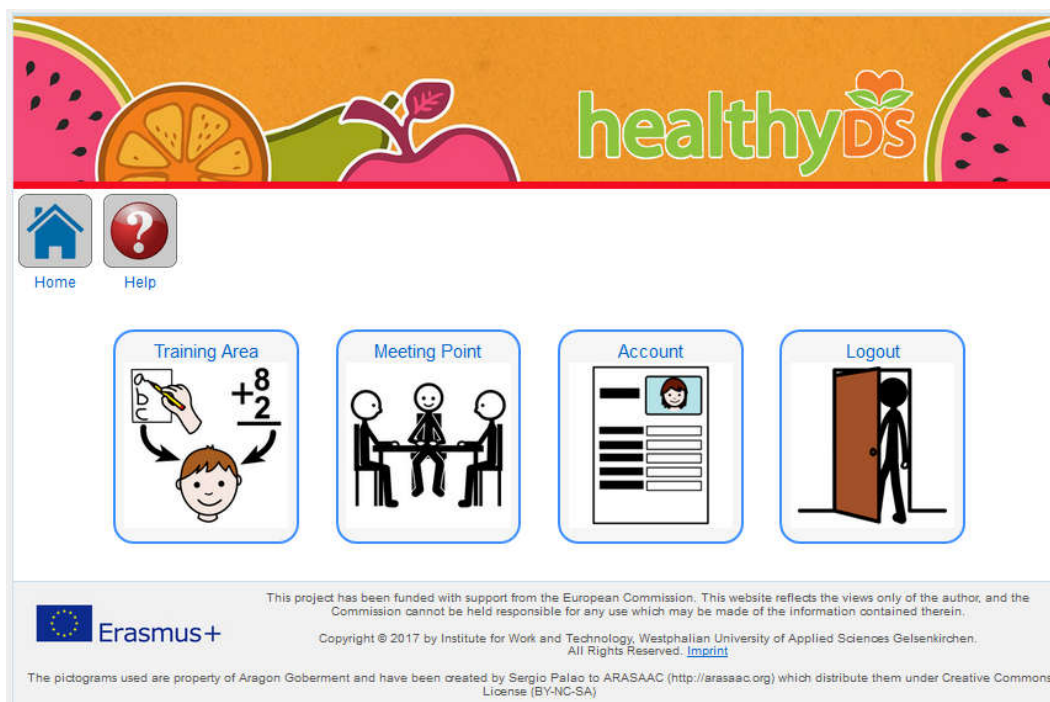 healthyDS
Home
Help
Training Area
Meeting Point
Account
Logout
b
c
+8
2
This project has been funded with support from the European Commission. This website reflects the views only of the author, and the
Commission cannot be held responsible for any use which may be made of the information contained therein.
Erasmus+
Copyright © 2017 by Institute for Work and Technology, Westphalian University of Applied Sciences Gelsenkirchen.
All Rights Reserved. Imprint
The pictograms used are property of Aragon Goberment and have been created by Sergio Palao to ARASAAC (http://arasaac.org) which distribute them under Creative Commons
License (BY-NC-SA)